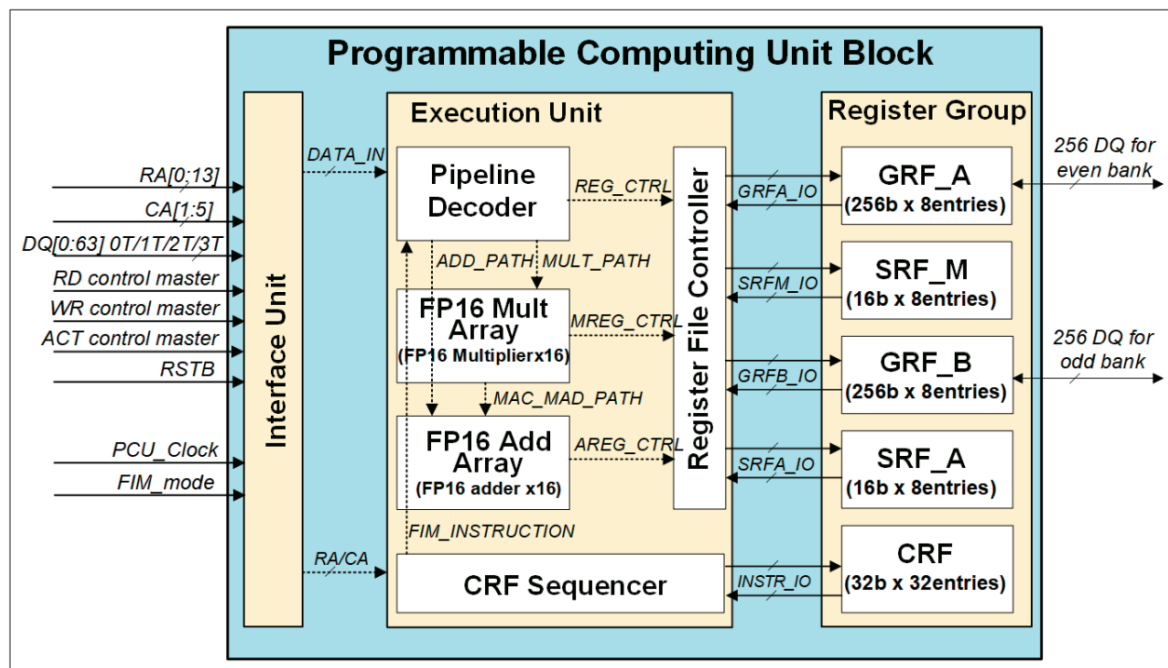 Programmable Computing Unit Block
RA[0:13]
CA[1:5]
DQ[0:63] 0T/1T/2T/3T
RD control master
WR control master
ACT control master
RSTB
PCU_Clock
FIM_mode
Interface Unit
DATA_IN
RA/CA
Execution Unit
Pipeline
Decoder
REG_CTRL
ADD_PATH
MULT_PATH
FP16 Mult
Array
(FP16 Multiplierx16)
MREG_CTRL
MAC_MAD_PATH
FP16 Add
Array
(FP16 adder x16)
AREG_CTRL
FIM_INSTRUCTION
CRF Sequencer
Register File Controller
GRFA_IO
SRFM_IO
GRFB_IO
SRFA_IO
INSTR_IO
Register Group
GRF_A
(256b x 8entries)
SRF_M
(16b x 8entries)
GRF_B
(256b x 8entries)
SRF_A
(16b x 8entries)
CRF
(32b x 32entries)
256 DQ for
even bank
256 DQ for
odd bank